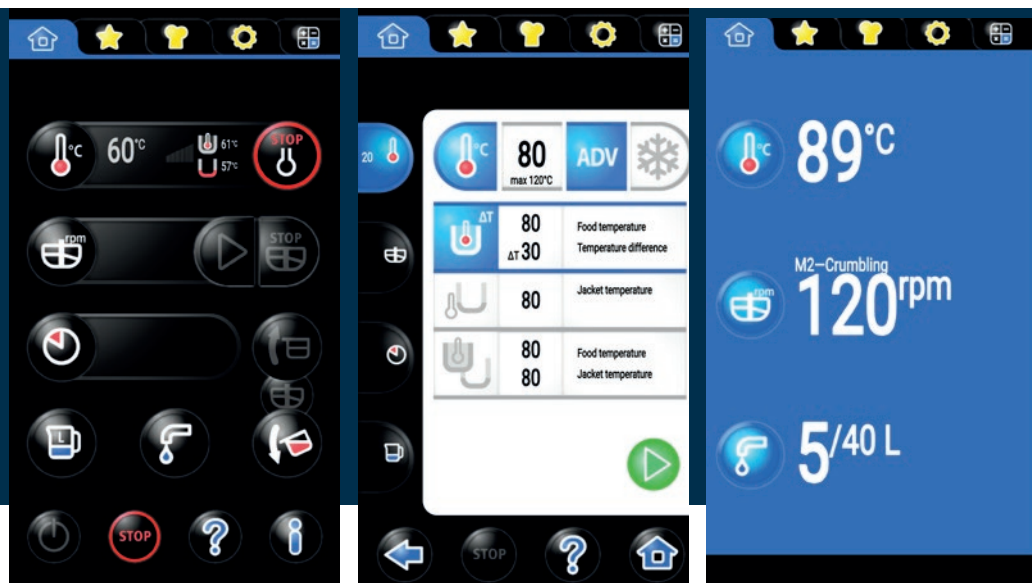 °C
60°C
61°C
57°C
STOP
rpm
STOP
L
STOP
20
°C
80
max 120°C
ADV
ΔT
80
Food temperature
ΔT 30
Temperature difference
80
Jacket temperature
80
Food temperature
80
Jacket temperature
STOP
°C
89°C
M2–Crumbling
rpm
120rpm
5/40 L